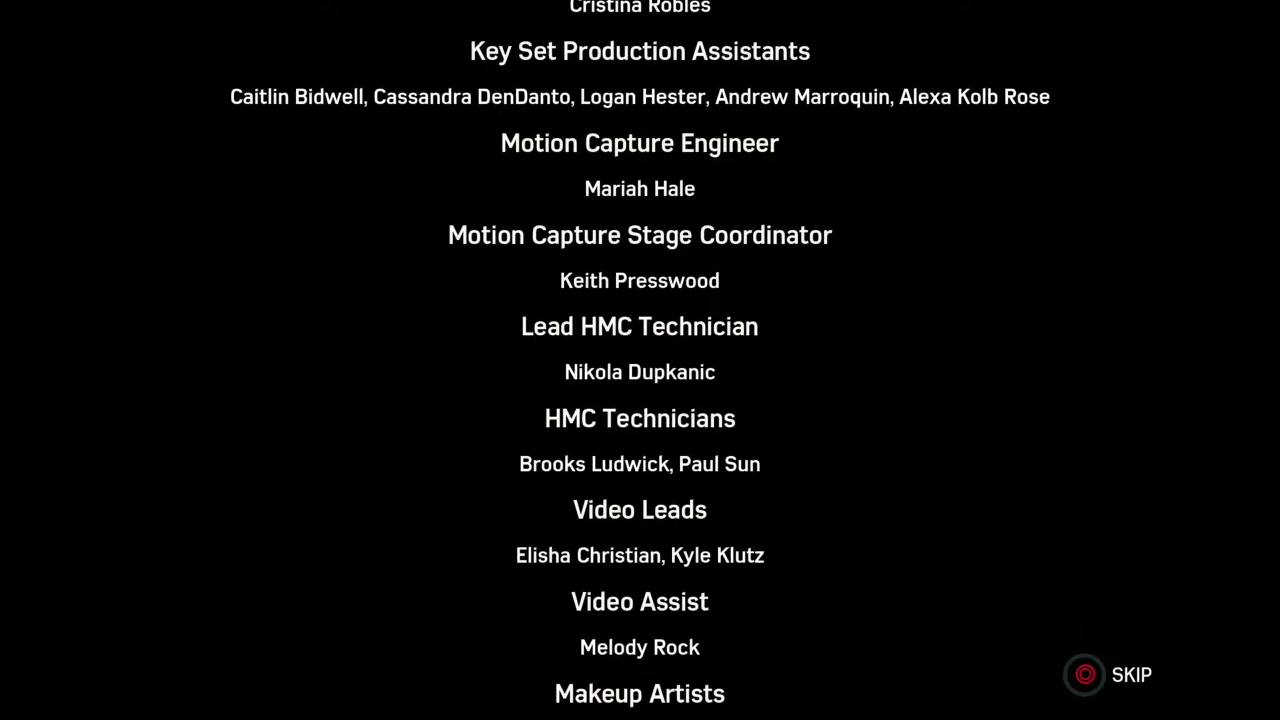 Cristina Robles
Key Set Production Assistants
Caitlin Bidwell, Cassandra DenDanto, Logan Hester, Andrew Marroquin, Alexa Kolb Rose
Motion Capture Engineer
Mariah Hale
Motion Capture Stage Coordinator
Keith Presswood
Lead HMC Technician
Nikola Dupkanic
HMC Technicians
Brooks Ludwick, Paul Sun
Video Leads
Elisha Christian, Kyle Klutz
Video Assist
Melody Rock
SKIP
Makeup Artists